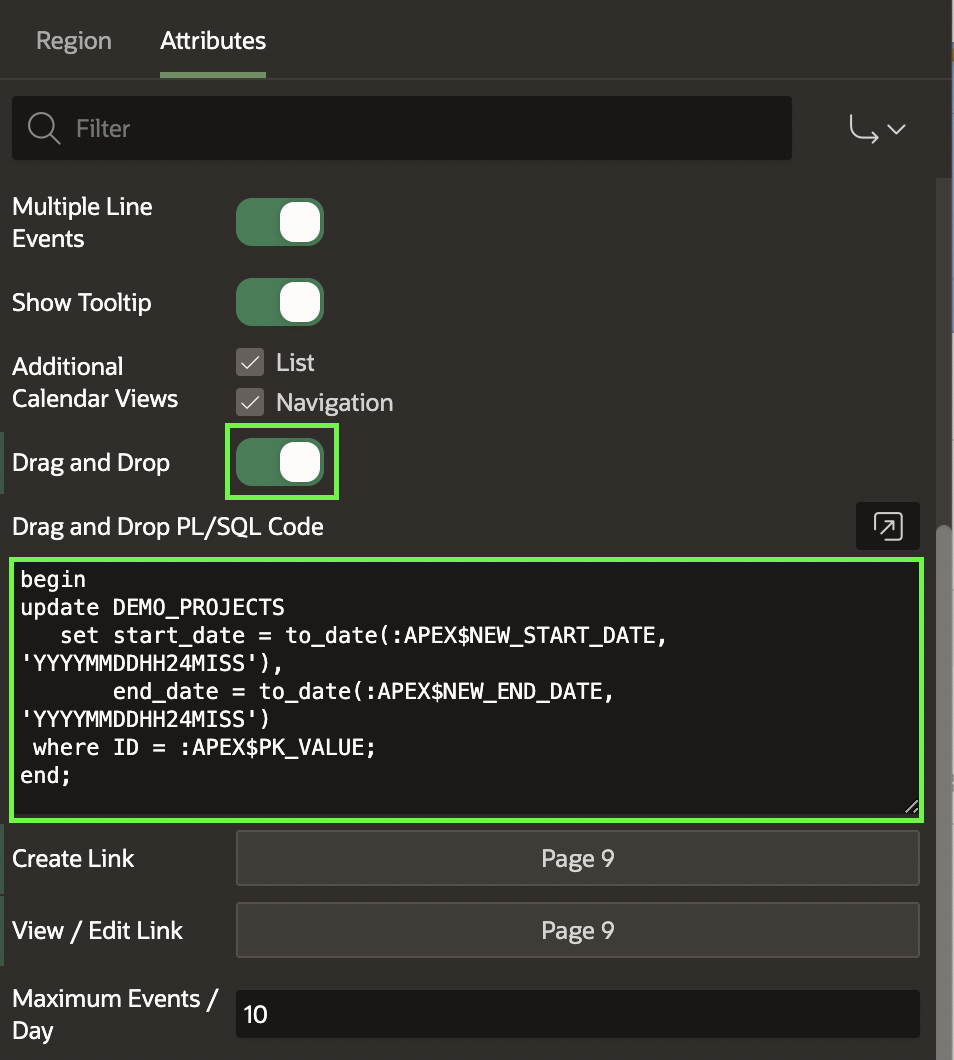 Region Attributes
Filter
Multiple Line
Events
Show Tooltip
Additional
Calendar Views
List
Navigation
Drag and Drop
Drag and Drop PL/SQL Code
begin
update DEMO_PROJECTS
   set start_date = to_date(:APEX$NEW_START_DATE,
'YYYYMMDDHH24MISS'),
       end_date = to_date(:APEX$NEW_END_DATE,
'YYYYMMDDHH24MISS')
 where ID = :APEX$PK_VALUE;
end;
Create Link Page 9
View / Edit Link Page 9
Maximum Events /
Day
10